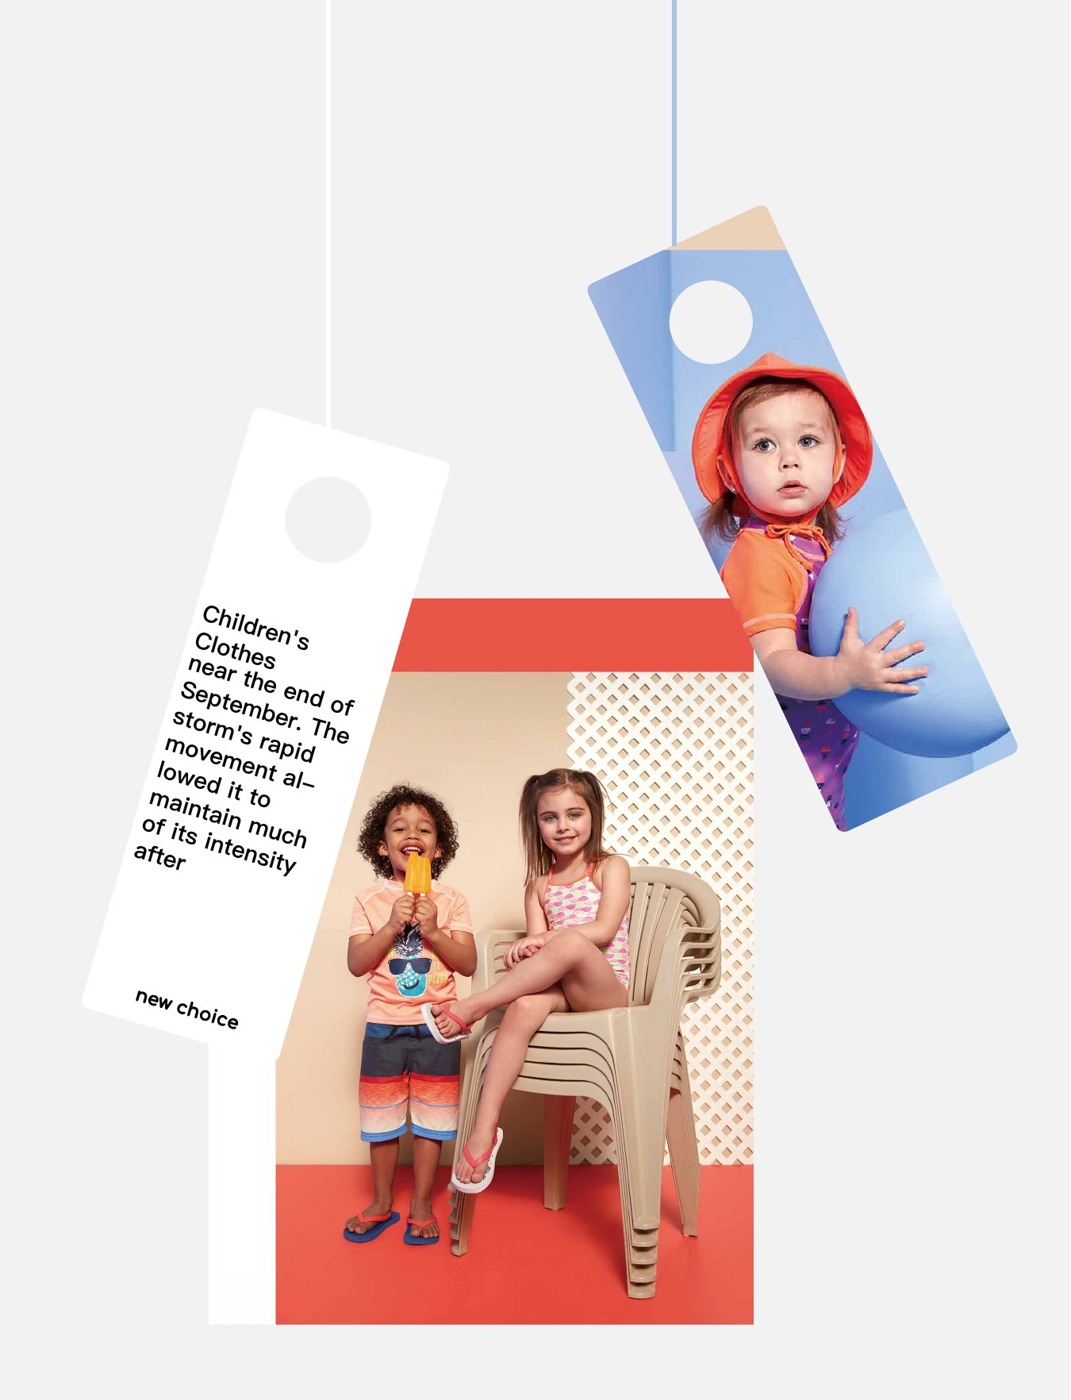 Children's
Clothes
near the end of
September. The
storm's rapid
movement al–
lowed it to
maintain much
of its intensity
after
new choice